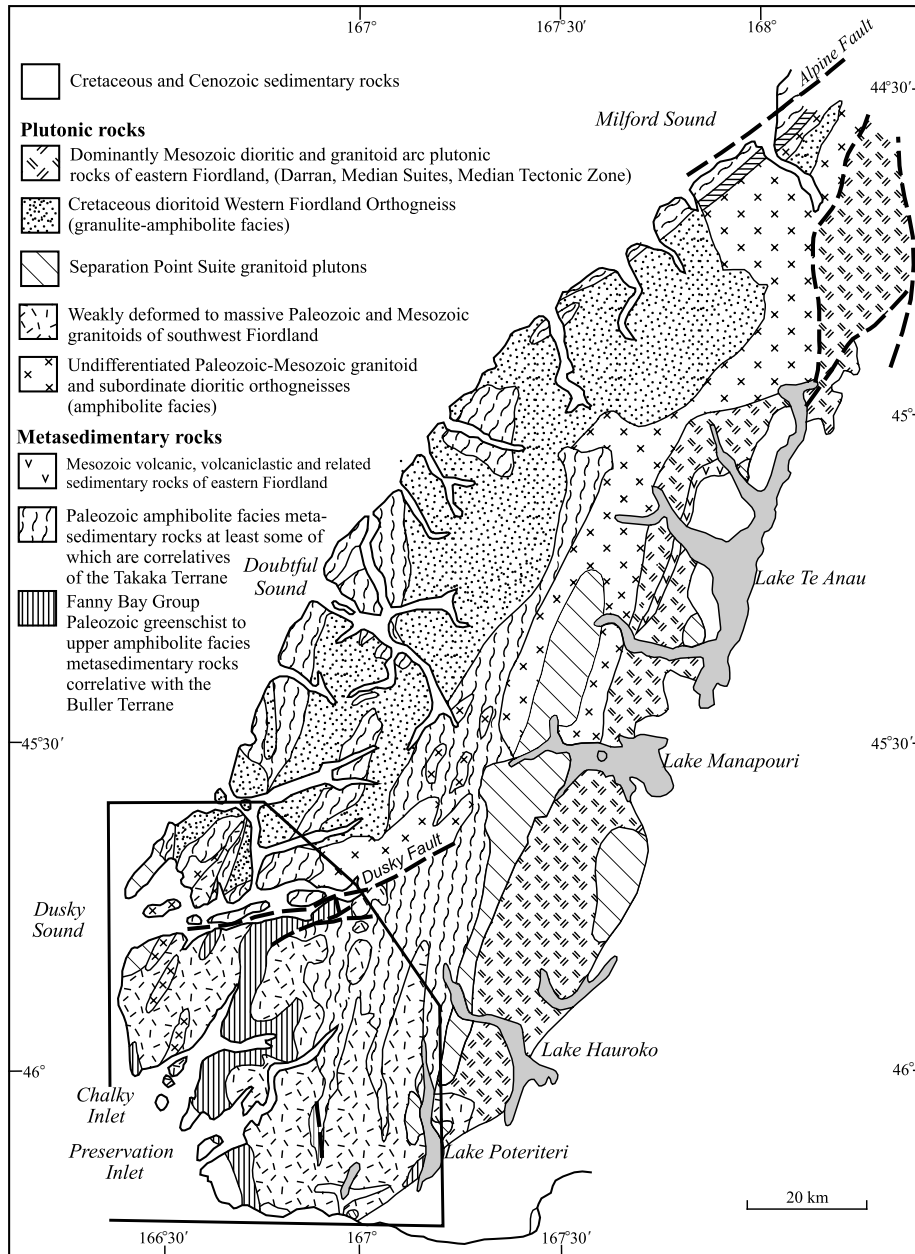 167°
167°30′
168°
Alpine Fault
44°30′
Milford Sound
Cretaceous and Cenozoic sedimentary rocks
Plutonic rocks
Dominantly Mesozoic dioritic and granitoid arc plutonic
rocks of eastern Fiordland, (Darran, Median Suites, Median Tectonic Zone)
Cretaceous dioritoid Western Fiordland Orthogneiss
(granulite-amphibolite facies)
Separation Point Suite granitoid plutons
Weakly deformed to massive Paleozoic and Mesozoic
granitoids of southwest Fiordland
Undifferentiated Paleozoic-Mesozoic granitoid
and subordinate dioritic orthogneisses
(amphibolite facies)
45°
Metasedimentary rocks
Mesozoic volcanic, volcaniclastic and related
sedimentary rocks of eastern Fiordland
Paleozoic amphibolite facies meta-
sedimentary rocks at least some of
which are correlatives
of the Takaka Terrane
Doubtful
Sound
Lake Te Anau
Fanny Bay Group
Paleozoic greenschist to
upper amphibolite facies
metasedimentary rocks
correlative with the
Buller Terrane
45°30′
45°30′
Lake Manapouri
Dusky Fault
Dusky
Sound
Lake Hauroko
46°
46°
Chalky
Inlet
Preservation
Inlet
Lake Poteriteri
20 km
166°30′
167°
167°30′